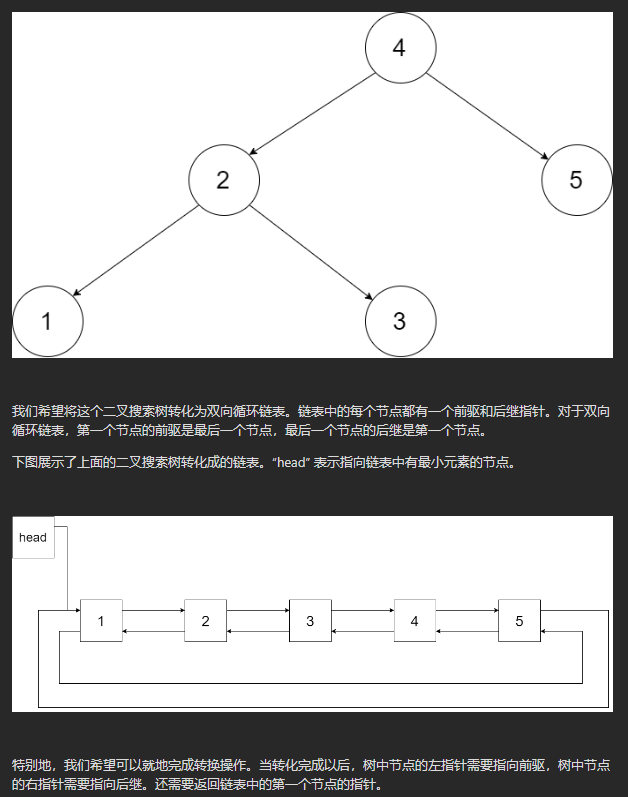 4
2
5
1
3
我们希望将这个二叉搜索树转化为双向循环链表。链表中的每个节点都有一个前驱和后继指针。对于双向
循环链表，第一个节点的前驱是最后一个节点，最后一个节点的后继是第一个节点。
下图展示了上面的二叉搜索树转化成的链表。“head” 表示指向链表中有最小元素的节点。
head
1 2 3 4 5
特别地，我们希望可以就地完成转换操作。当转化完成以后，树中节点的左指针需要指向前驱，树中节点
的右指针需要指向后继。还需要返回链表中的第一个节点的指针。